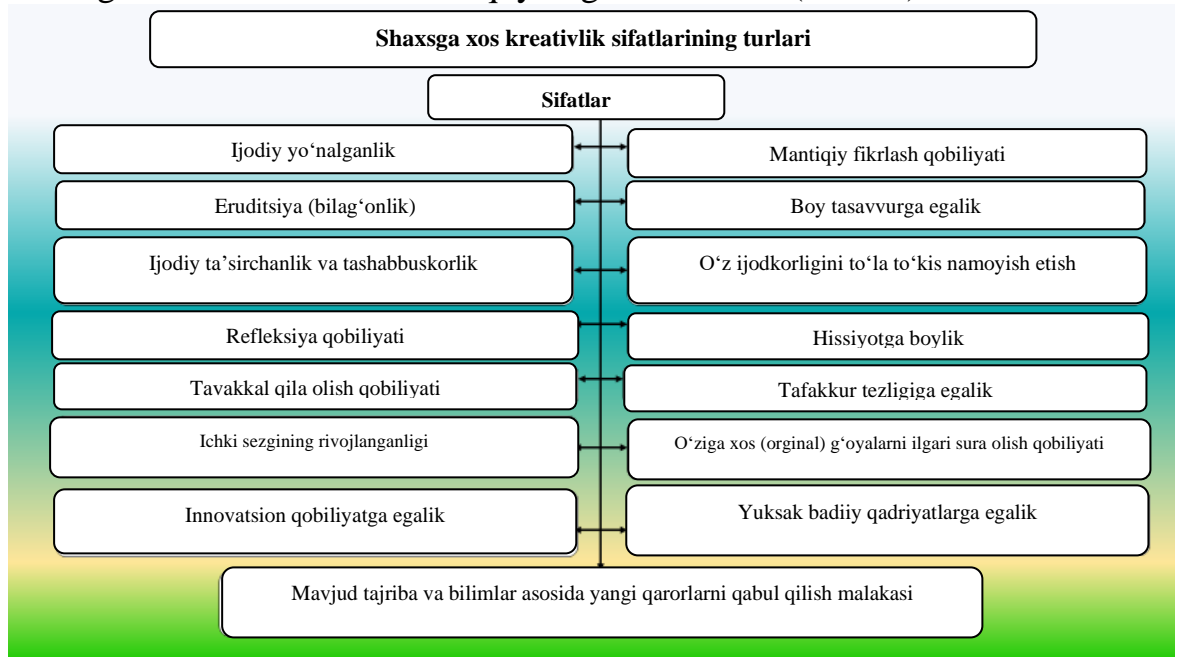 Shaxsga xos kreativlik sifatlarining turlari
Sifatlar
Ijodiy yo‘nalganlik
Mantiqiy fikrlash qobiliyati
Eruditsiya (bilag‘onlik)
Boy tasavvurga egalik
Ijodiy ta’sirchanlik va tashabbuskorlik
O‘z ijodkorligini to‘la to‘kis namoyish etish
Refleksiya qobiliyati
Hissiyotga boylik
Tavakkal qila olish qobiliyati
Tafakkur tezligiga egalik
Ichki sezgining rivojlanganligi
O‘ziga xos (orginal) g‘oyalarni ilgari sura olish qobiliyati
Innovatsion qobiliyatga egalik
Yuksak badiiy qadriyatlarga egalik
Mavjud tajriba va bilimlar asosida yangi qarorlarni qabul qilish malakasi